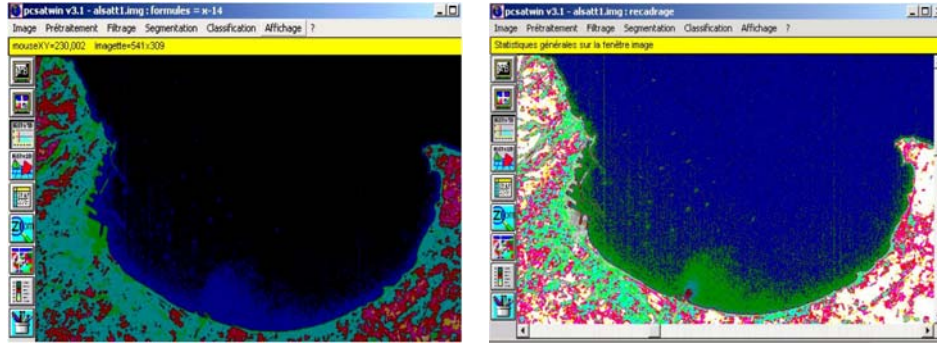 pcsatwin v3.1 - alsatt1.img : formules = x-14
Image Prétraitement Filtrage Segmentation Classification Affichage ?
mouseXY=230,002 Imagette=541x309
pcsatwin v3.1 - alsatt1.img : recadrage
Image Prétraitement Filtrage Segmentation Classification Affichage ?
Statistiques générales sur la fenêtre image